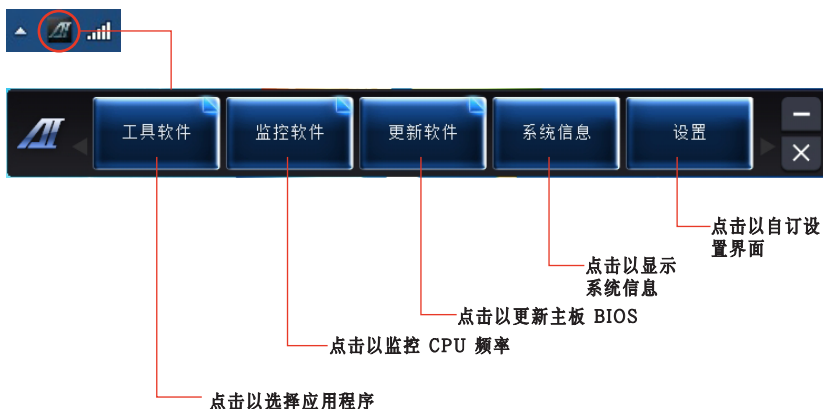 工具软件
监控软件
更新软件
系统信息
设置
点击以自订设
置界面
点击以显示
系统信息
点击以更新主板 BIOS
点击以监控 CPU 频率
点击以选择应用程序